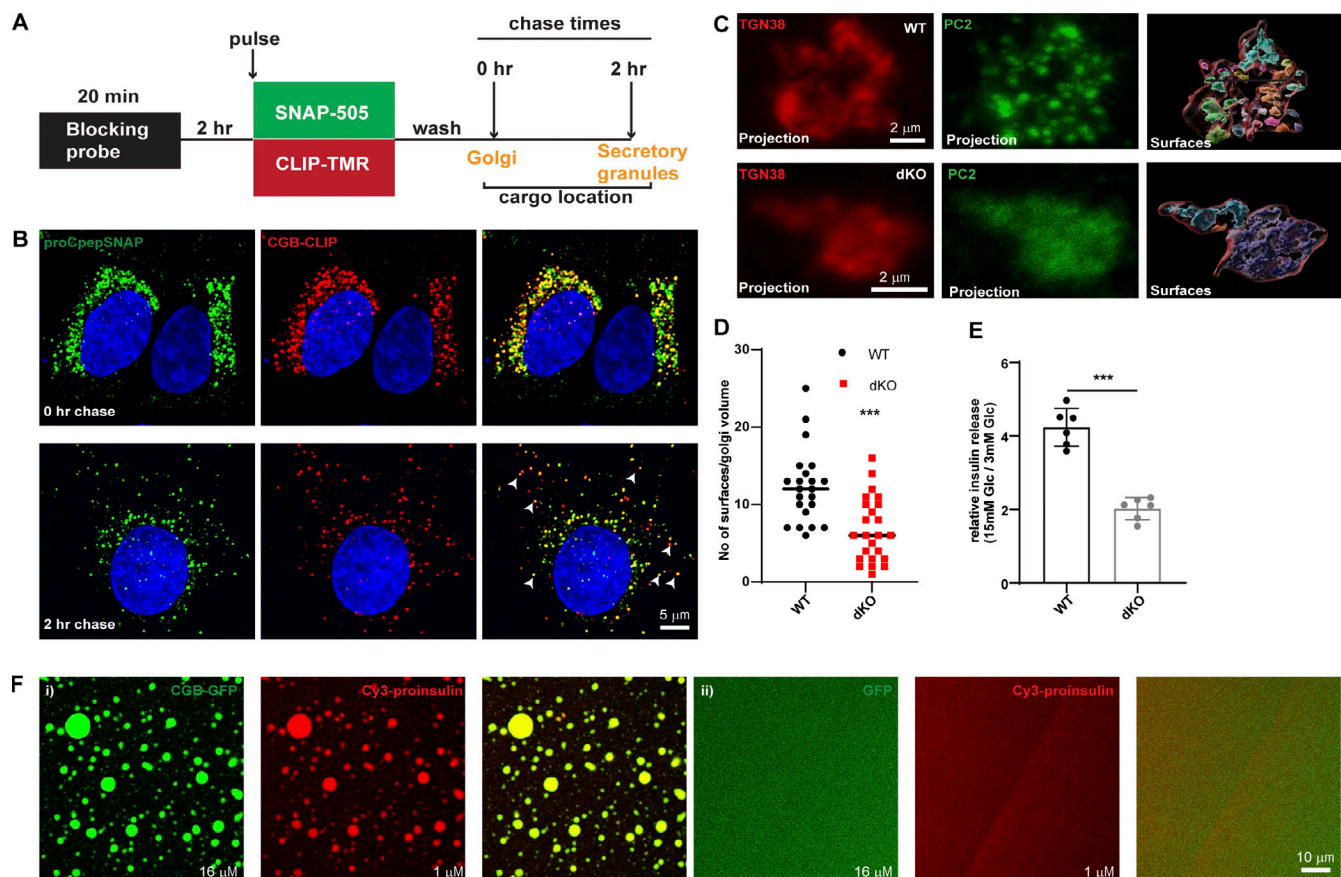 A
pulse
chase times
20 min
0 hr
2 hr
Blocking
probe
2 hr
SNAP-505
CLIP-TMR
wash
Golgi
Secretory
granules
cargo location
B
proCpepSNAP
CGB-CLIP
0 hr chase
2 hr chase
5 μm
C
TGN38
WT
PC2
Projection
2 μm
Projection
Surfaces
TGN38
dKO
PC2
Projection
2 μm
Projection
Surfaces
D
No of surfaces/golgi volume
30
20
10
0
WT
dKO
***
WT
dKO
E
relative insulin release
(15mM Glc / 3mM Glc)
6
4
2
0
***
WT
dKO
F
i)
CGB-GFP
16 μM
Cy3-proinsulin
1 μM
ii)
GFP
16 μM
Cy3-proinsulin
1 μM
10 μm